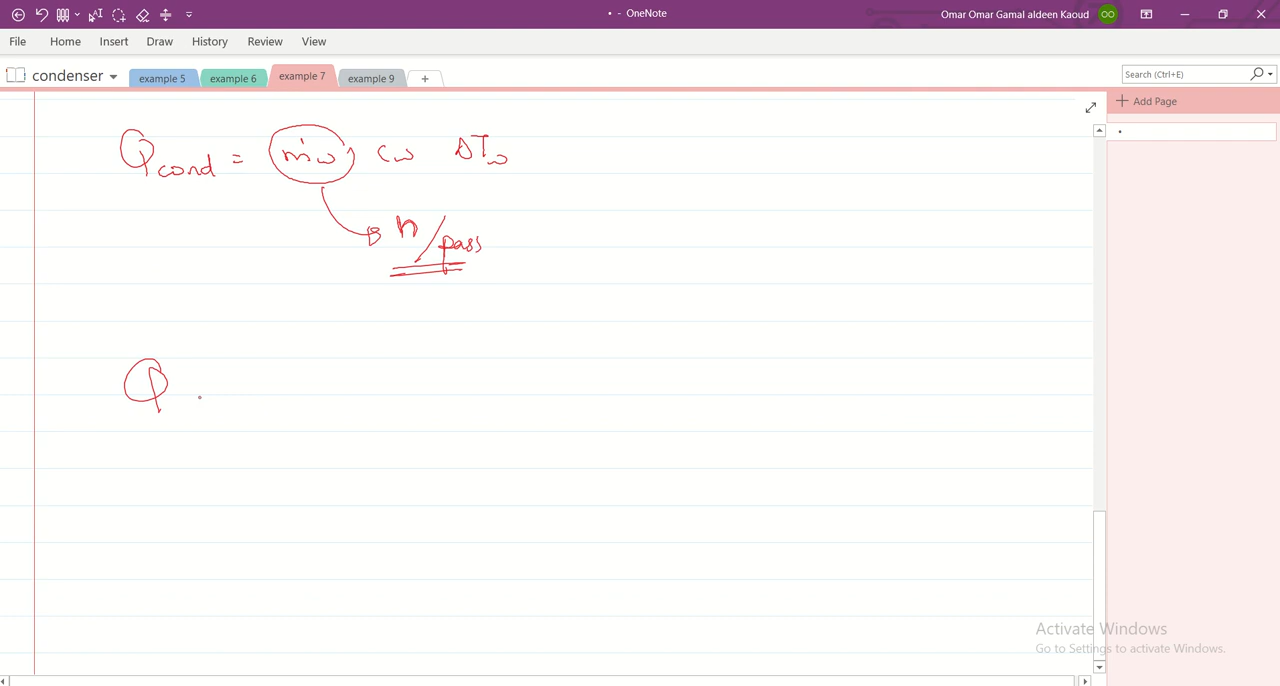 • - OneNote
Omar Omar Gamal aldeen Kaoud OO
File Home Insert Draw History Review View
condenser example 5 example 6 example 7 example 9 +
Search (Ctrl+E)
Add Page
•
Qcond = ṁw cw ΔTw
n/pass
Q
Activate Windows
Go to Settings to activate Windows.